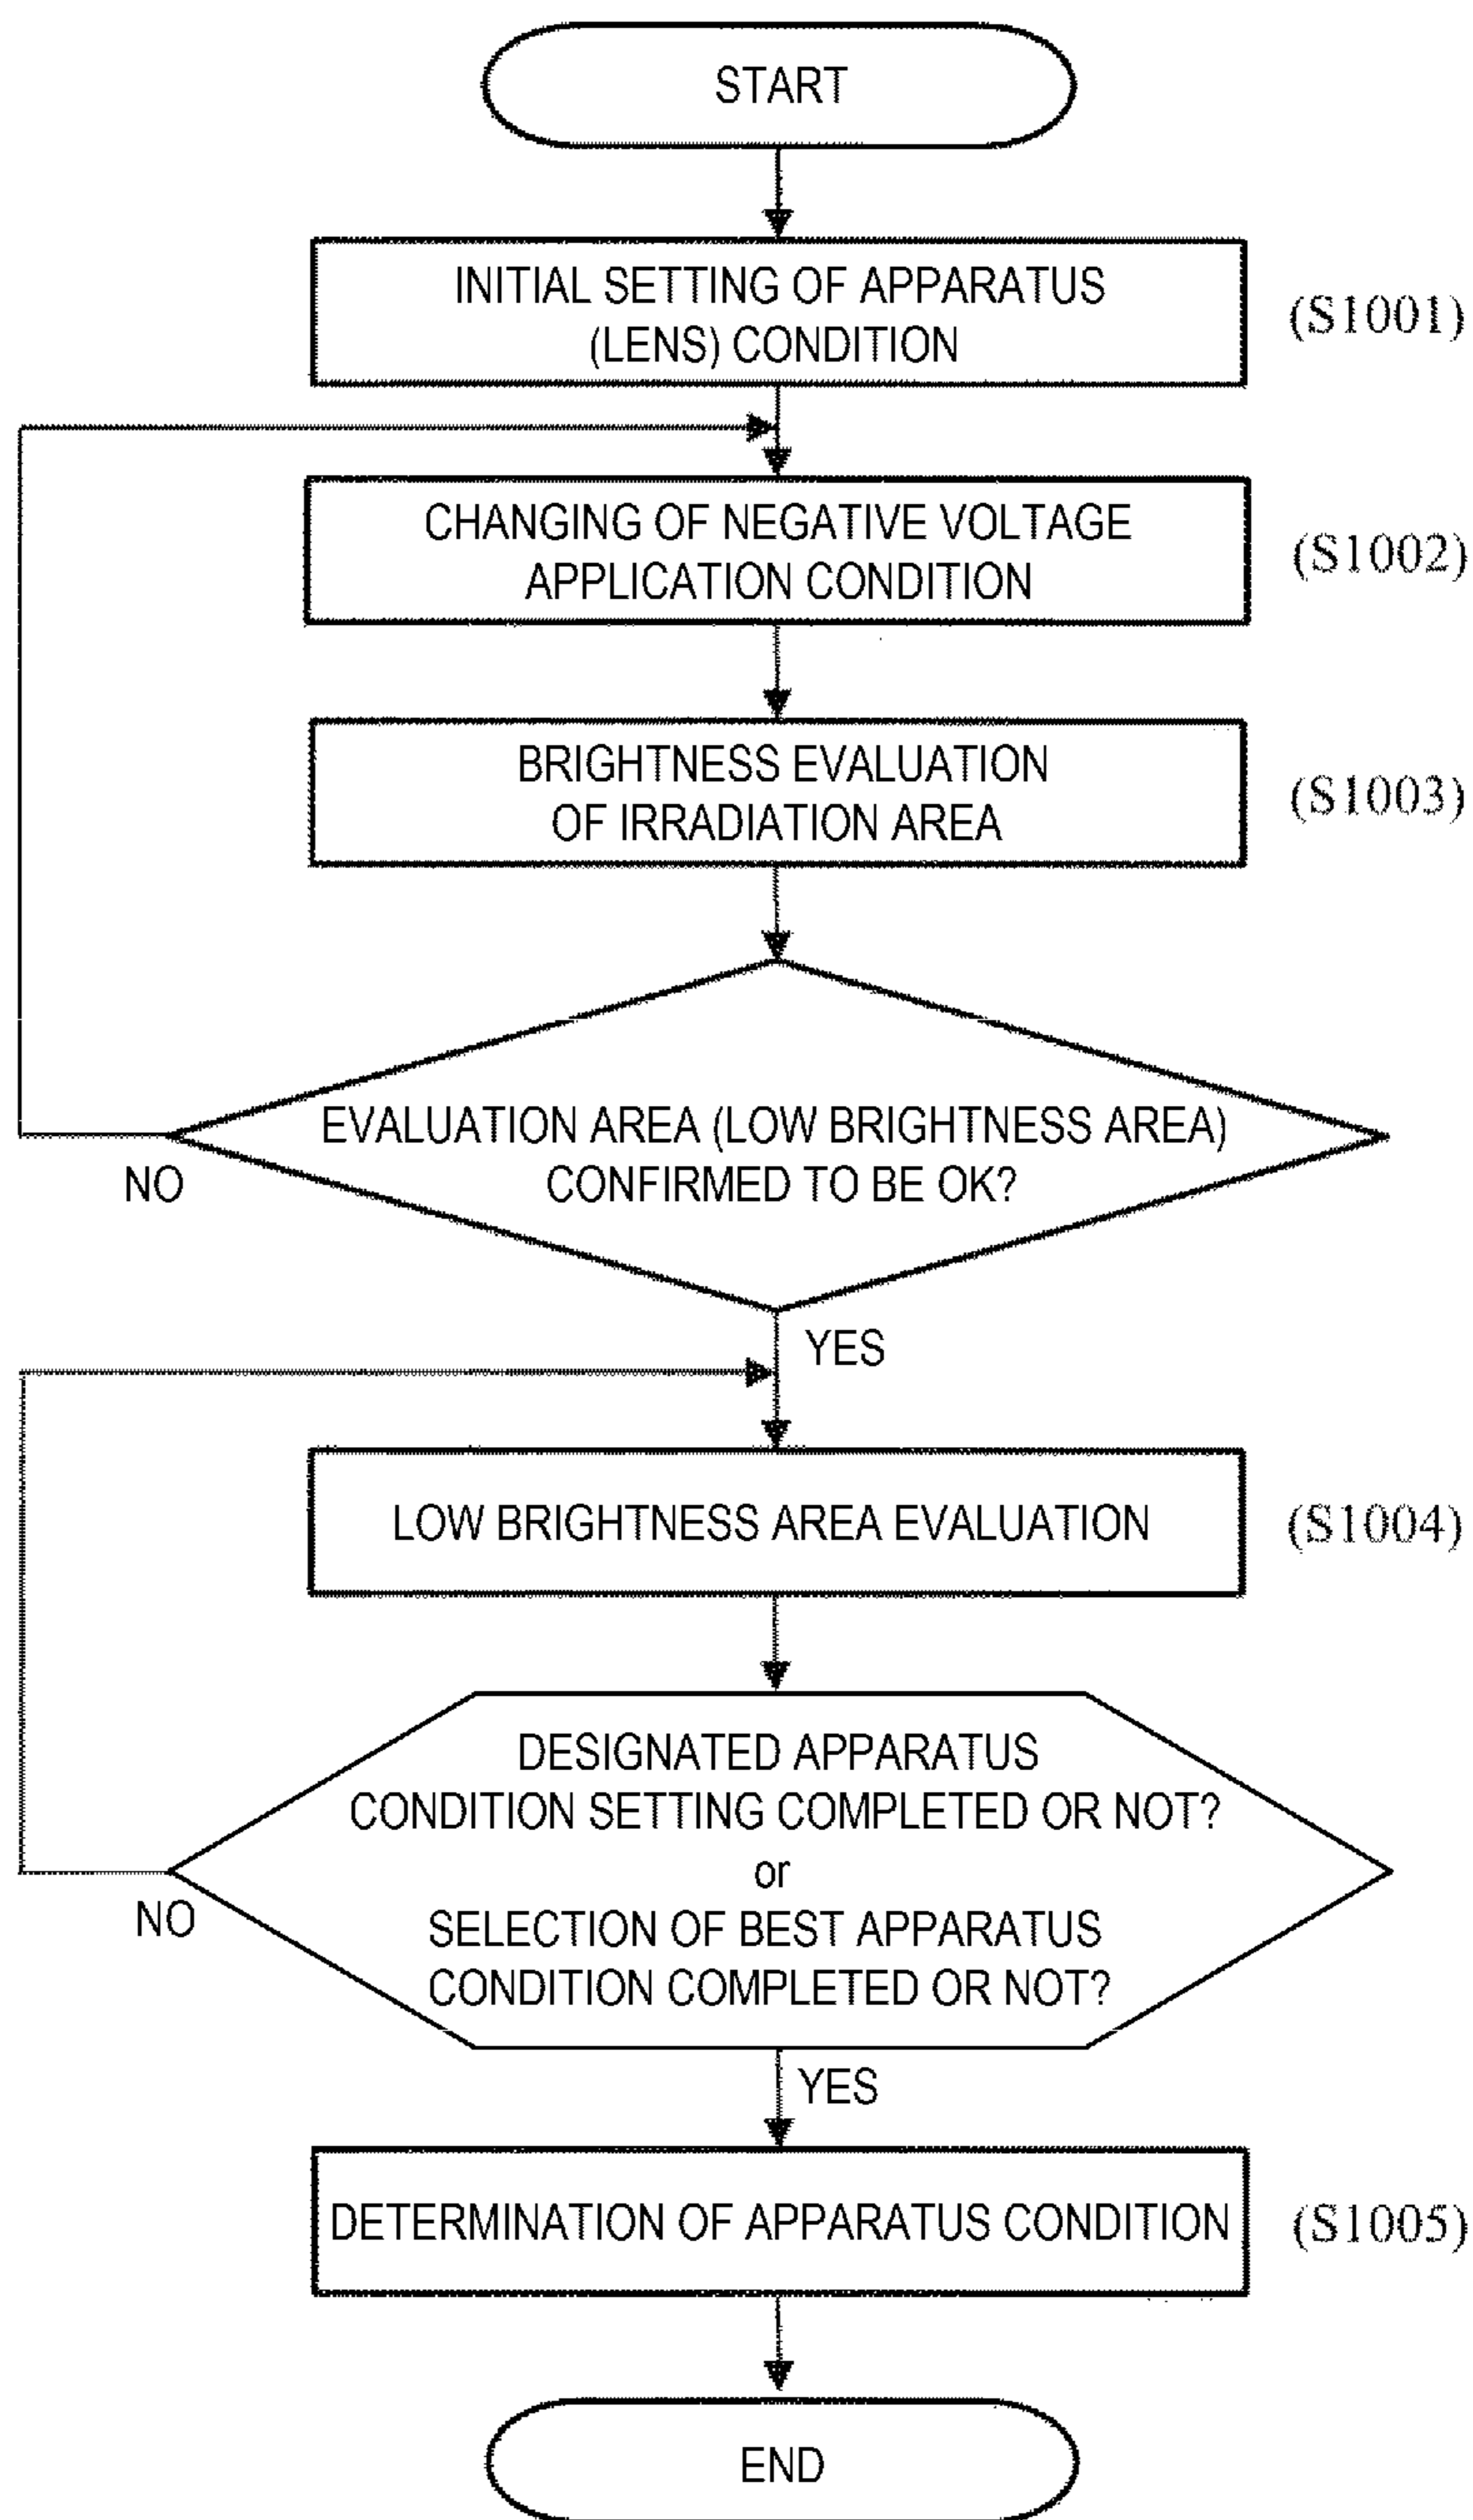 START
INITIAL SETTING OF APPARATUS
(LENS) CONDITION
(S1001)
CHANGING OF NEGATIVE VOLTAGE
APPLICATION CONDITION
(S1002)
BRIGHTNESS EVALUATION
OF IRRADIATION AREA
(S1003)
EVALUATION AREA (LOW BRIGHTNESS AREA)
CONFIRMED TO BE OK?
NO
YES
LOW BRIGHTNESS AREA EVALUATION
(S1004)
DESIGNATED APPARATUS
CONDITION SETTING COMPLETED OR NOT?
or
SELECTION OF BEST APPARATUS
CONDITION COMPLETED OR NOT?
NO
YES
DETERMINATION OF APPARATUS CONDITION
(S1005)
END